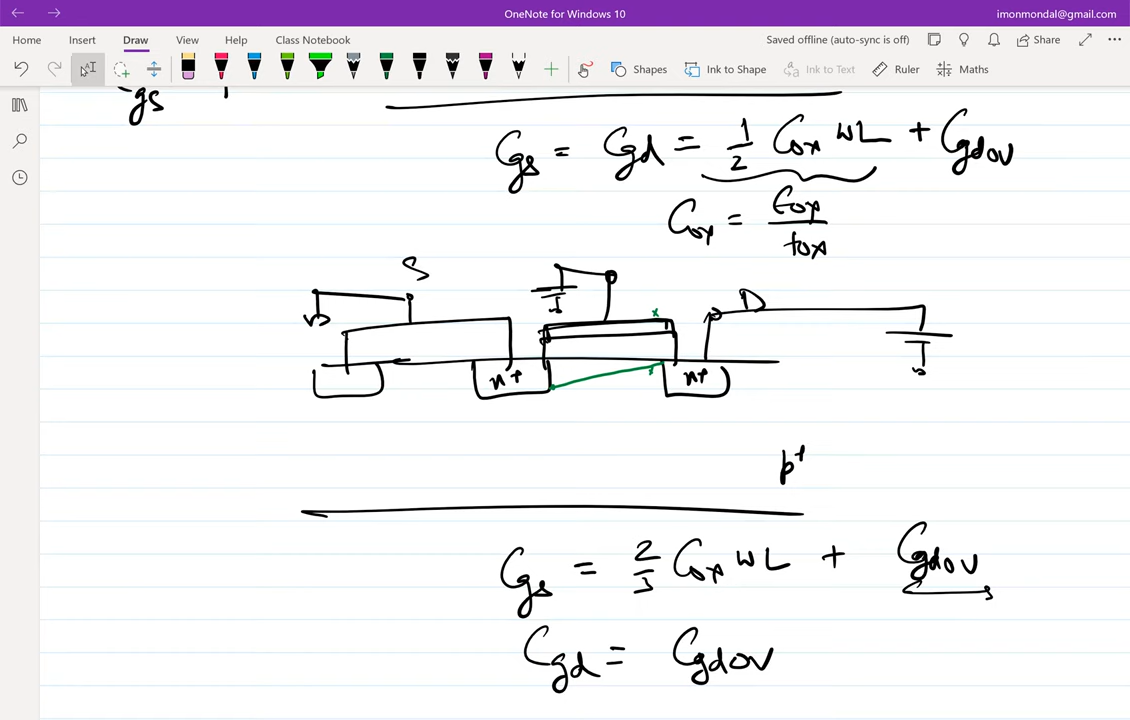 OneNote for Windows 10
imonmondal@gmail.com
Home Insert Draw View Help Class Notebook
Saved offline (auto-sync is off) Share
Shapes Ink to Shape Ink to Text Ruler Maths
Cgs
Cgs = Cgd = 1/2 Cox WL + Cgdov
Cox = εox/tox
S
D
n+ n+
p+
Cgs = 2/3 Cox WL + Cgdov
Cgd = Cgdov